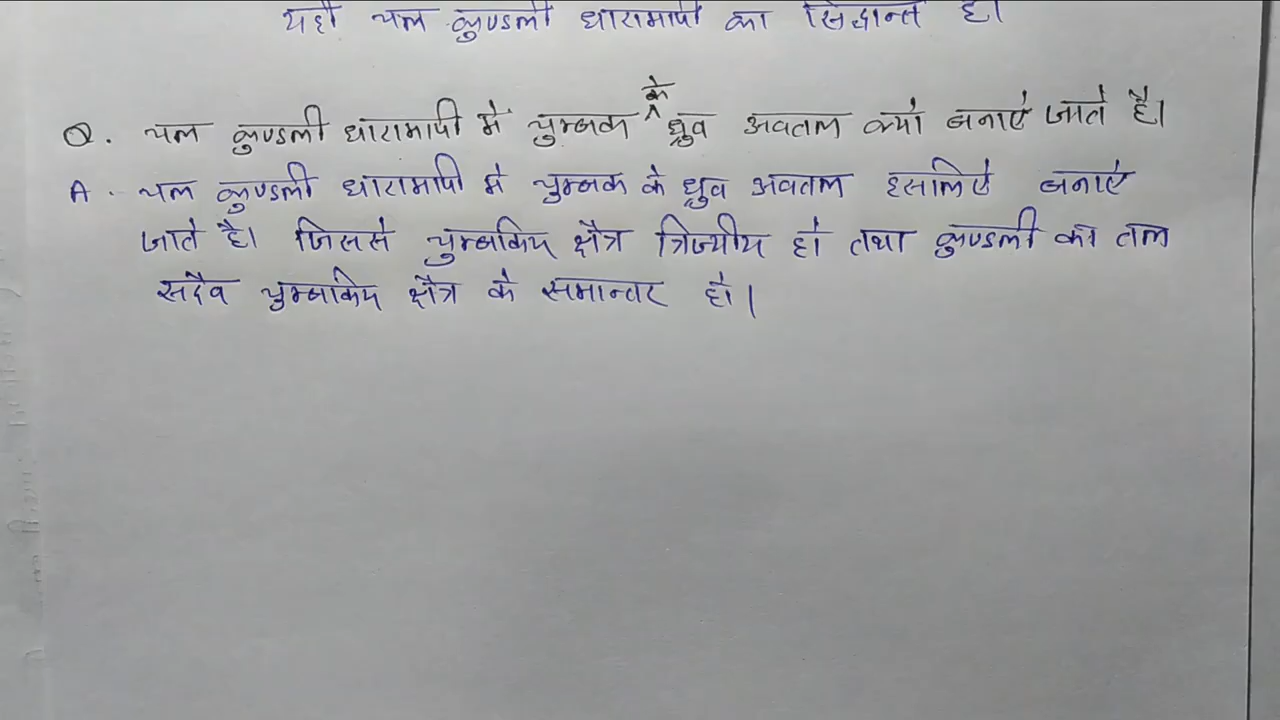 यही चल कुण्डली धारामापी का सिद्धान्त है।
Q. चल कुण्डली धारामापी में चुम्बक के ध्रुव अवतल क्यों बनाऐ जाते है।
A. चल कुण्डली धारामापी में चुम्बक के ध्रुव अवतल इसलिऐ बनाऐ
जाते है। जिससे चुम्बकिय क्षैत्र त्रिज्यीय हो तथा कुण्डली का तल
सदैव चुम्बकिय क्षैत्र के समान्तर हो।